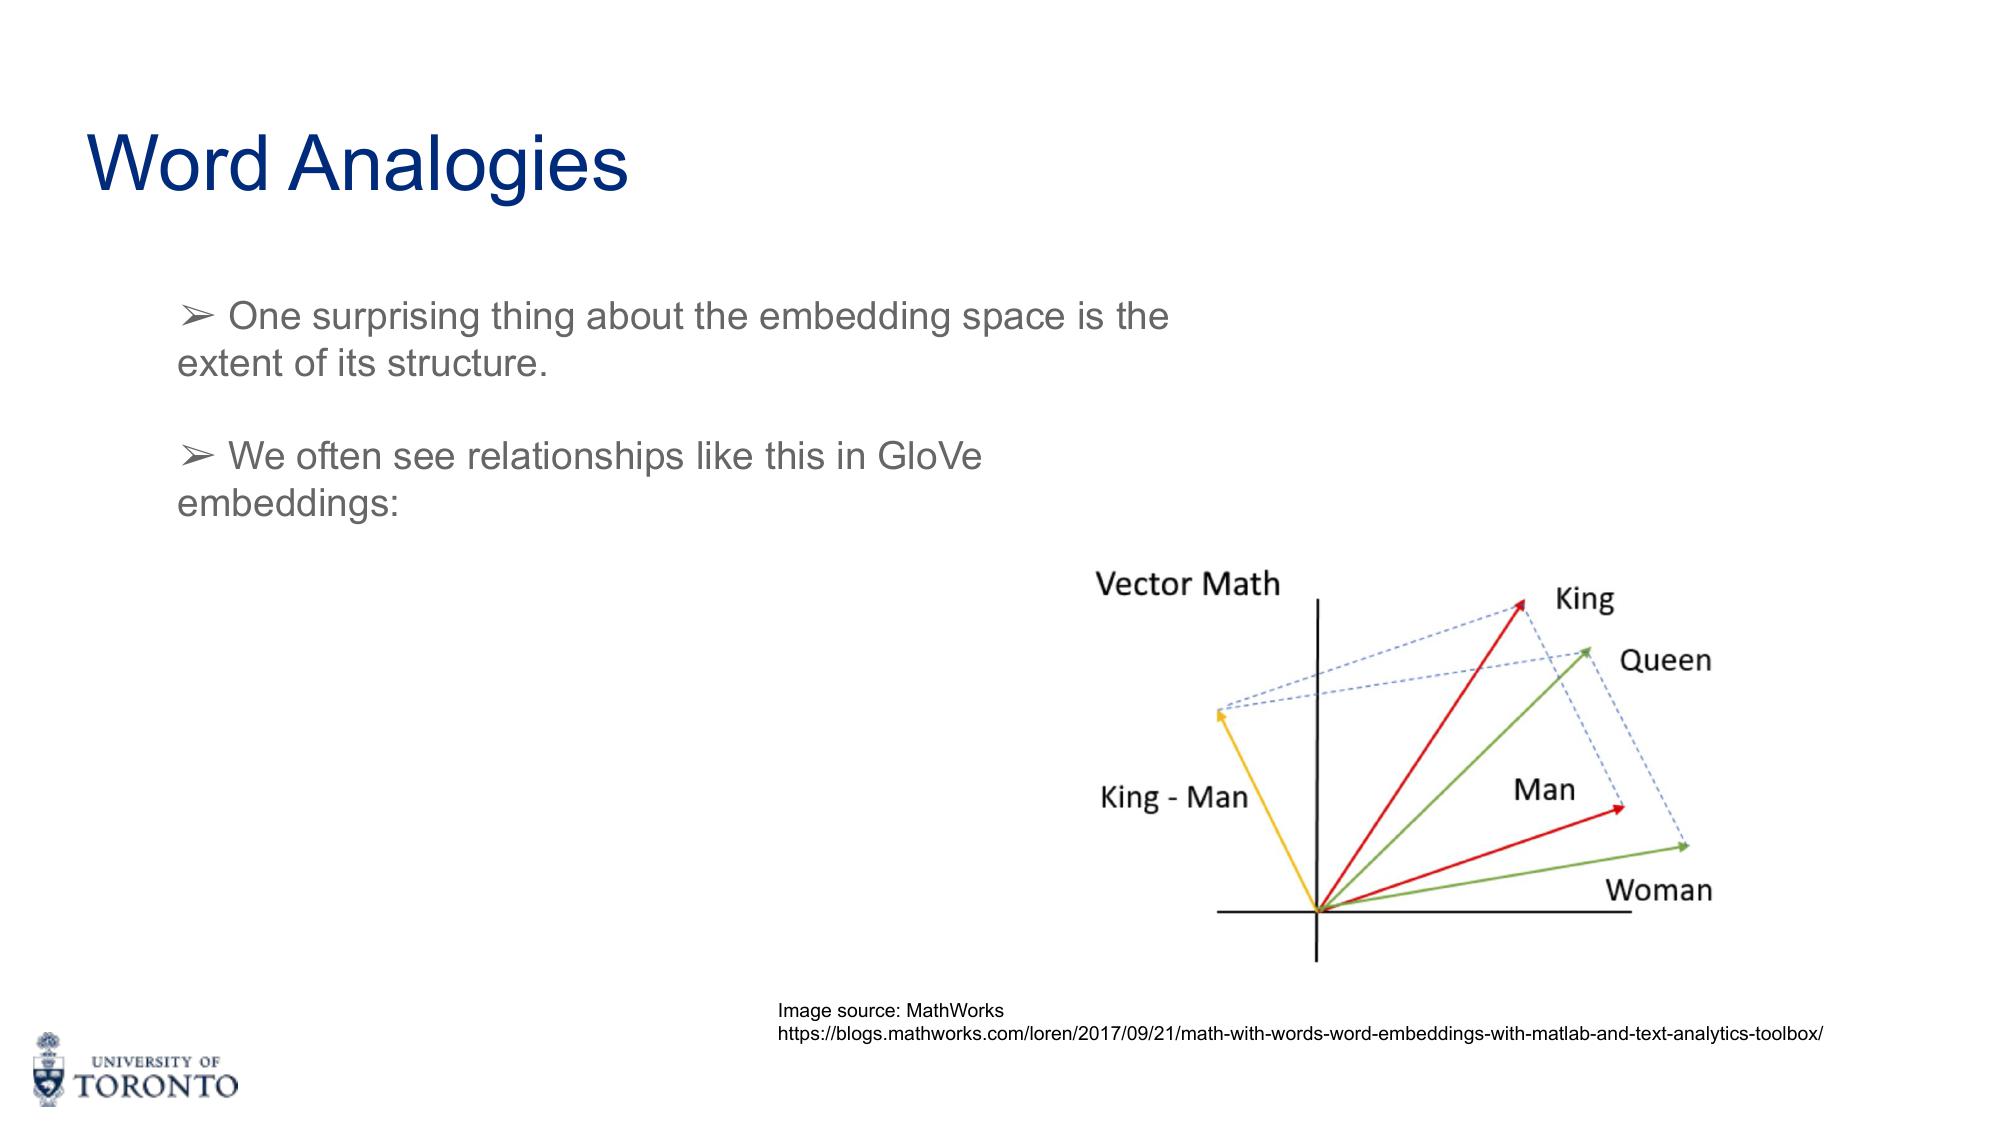 Word Analogies
➢ One surprising thing about the embedding space is the
extent of its structure.
➢ We often see relationships like this in GloVe
embeddings:
Vector Math
King
Queen
King - Man
Man
Woman
Image source: MathWorks
https://blogs.mathworks.com/loren/2017/09/21/math-with-words-word-embeddings-with-matlab-and-text-analytics-toolbox/
UNIVERSITY OF
TORONTO